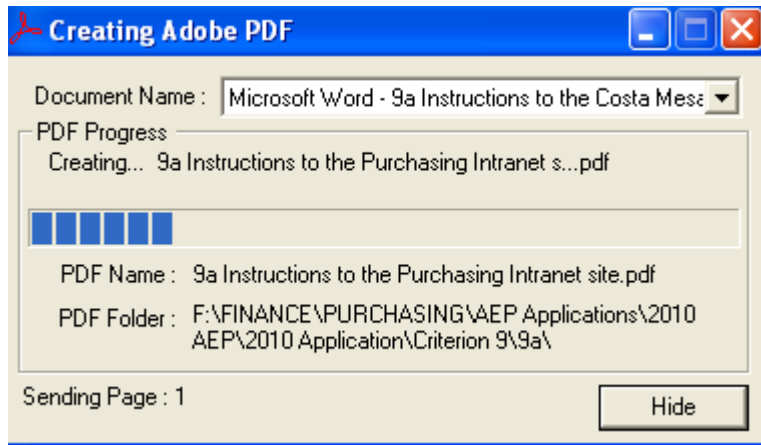 Creating Adobe PDF
Document Name : Microsoft Word - 9a Instructions to the Costa Mesa
PDF Progress
Creating... 9a Instructions to the Purchasing Intranet s...pdf
PDF Name : 9a Instructions to the Purchasing Intranet site.pdf
PDF Folder : F:\FINANCE\PURCHASING\AEP Applications\2010
AEP\2010 Application\Criterion 9\9a\
Sending Page : 1
Hide